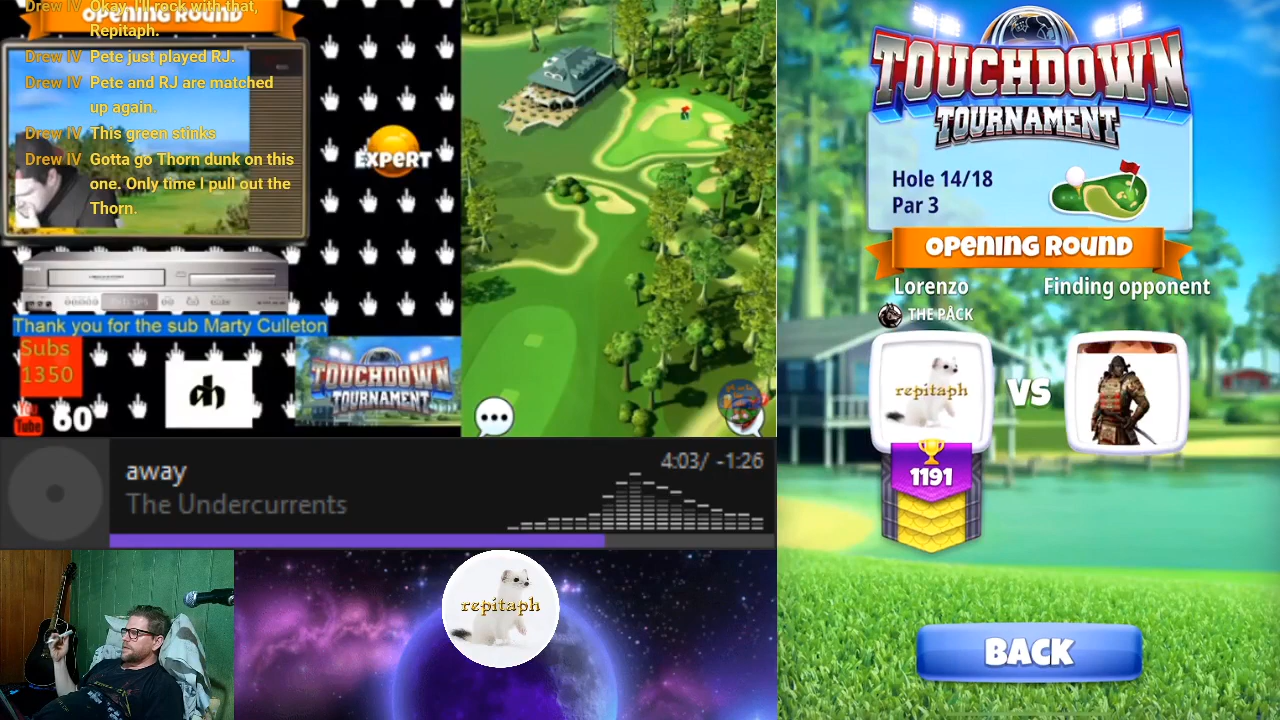 OPENING ROUND
Drew IV Okay, I'll rock with that,
Repitaph.
Drew IV Pete just played RJ.
Drew IV Pete and RJ are matched
up again.
Drew IV This green stinks
Drew IV Gotta go Thorn dunk on this
one. Only time I pull out the
Thorn.
EXPERT
Thank you for the sub Marty Culleton
Subs
1350
You
Tube
60
TOUCHDOWN
TOURNAMENT
away
The Undercurrents
4:03/ -1:26
repitaph
TOUCHDOWN
TOURNAMENT
Hole 14/18
Par 3
OPENING ROUND
Lorenzo
Finding opponent
THE PACK
repitaph
VS
1191
BACK